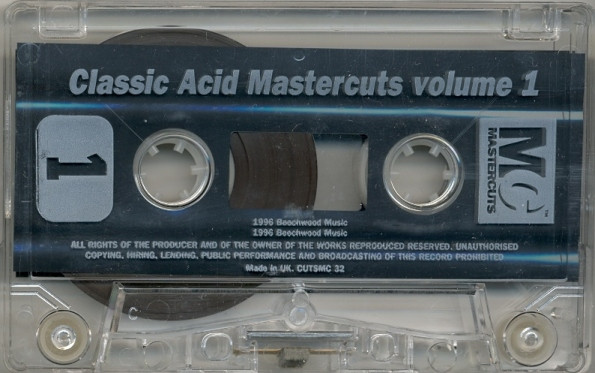 Classic Acid Mastercuts volume 1
1
MC
MASTERCUTS
™
1996 Beechwood Music
1996 Beechwood Music
ALL RIGHTS OF THE PRODUCER AND OF THE OWNER OF THE WORKS REPRODUCED RESERVED. UNAUTHORISED
COPYING, HIRING, LENDING, PUBLIC PERFORMANCE AND BROADCASTING OF THIS RECORD PROHIBITED
Made in UK. CUTSMC 32
C